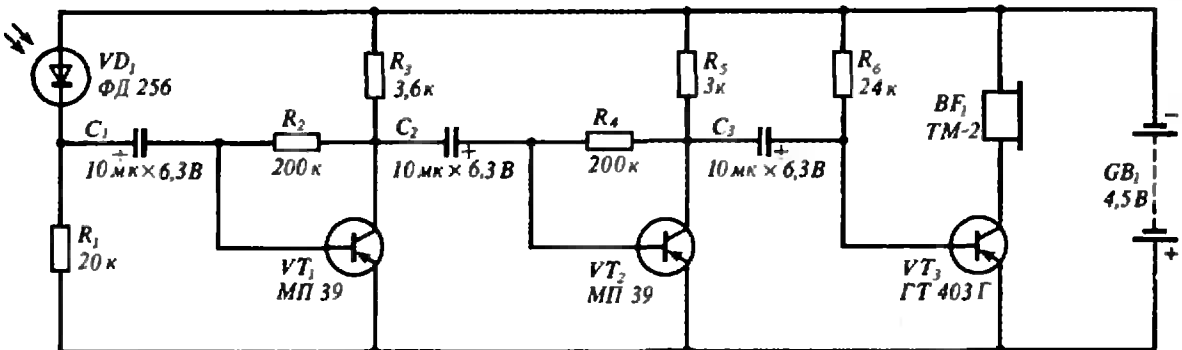 VD₁
ФД 256
R₁
20 к
C₁
10 мк × 6,3 В
R₂
200 к
VT₁
МП 39
R₃
3,6 к
C₂
10 мк × 6,3 В
R₄
200 к
VT₂
МП 39
R₅
3 к
C₃
10 мк × 6,3 В
R₆
24 к
VT₃
ГТ 403 Г
BF₁
ТМ-2
GB₁
4,5 В